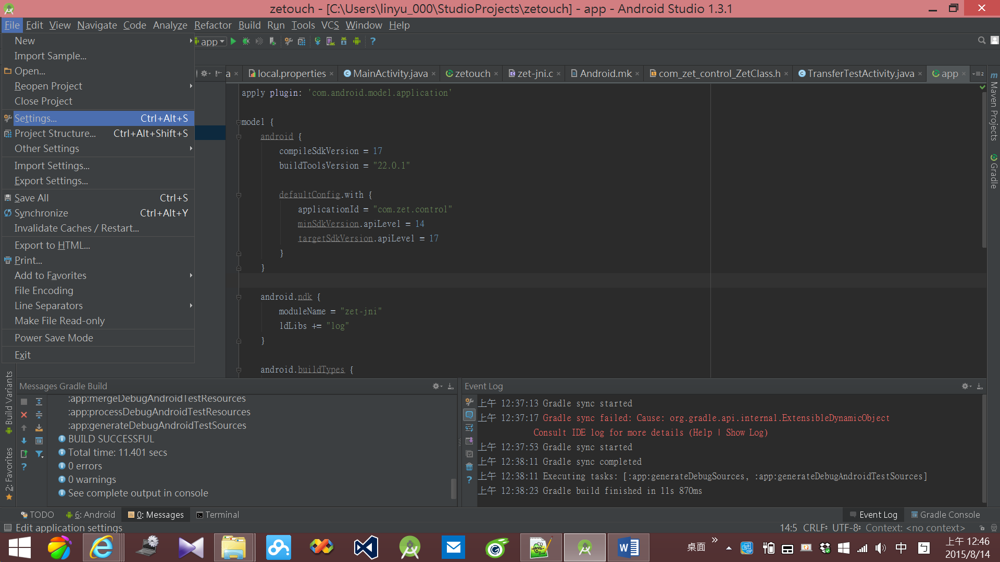 zetouch - [C:\Users\linyu_000\StudioProjects\zetouch] - app - Android Studio 1.3.1
File Edit View Navigate Code Analyze Refactor Build Run Tools VCS Window Help
New
Import Sample...
Open...
Reopen Project
Close Project
Settings... Ctrl+Alt+S
Project Structure... Ctrl+Alt+Shift+S
Other Settings
Import Settings...
Export Settings...
Save All Ctrl+S
Synchronize Ctrl+Alt+Y
Invalidate Caches / Restart...
Export to HTML...
Print...
Add to Favorites
File Encoding
Line Separators
Make File Read-only
Power Save Mode
Exit
app
a local.properties MainActivity.java zetouch zet-jni.c Android.mk com_zet_control_ZetClass.h TransferTestActivity.java app
apply plugin: 'com.android.model.application'
model {
android {
compileSdkVersion = 17
buildToolsVersion = "22.0.1"
defaultConfig.with {
applicationId = "com.zet.control"
minSdkVersion.apiLevel = 14
targetSdkVersion.apiLevel = 17
}
}
android.ndk {
moduleName = "zet-jni"
ldLibs += "log"
}
android.buildTypes {
Maven Projects
Gradle
Build Variants
2: Favorites
Messages Gradle Build
:app:mergeDebugAndroidTestResources
:app:processDebugAndroidTestResources
:app:generateDebugAndroidTestSources
BUILD SUCCESSFUL
Total time: 11.401 secs
0 errors
0 warnings
See complete output in console
Event Log
上午 12:37:13 Gradle sync started
上午 12:37:17 Gradle sync failed: Cause: org.gradle.api.internal.ExtensibleDynamicObject
Consult IDE log for more details (Help | Show Log)
上午 12:37:53 Gradle sync started
上午 12:38:11 Gradle sync completed
上午 12:38:11 Executing tasks: [:app:generateDebugSources, :app:generateDebugAndroidTestSources]
上午 12:38:23 Gradle build finished in 11s 870ms
TODO 6: Android 0: Messages Terminal Event Log Gradle Console
Edit application settings 14:5 CRLF UTF-8 Context: <no context>
桌面 中 ㄅ 上午 12:46
2015/8/14